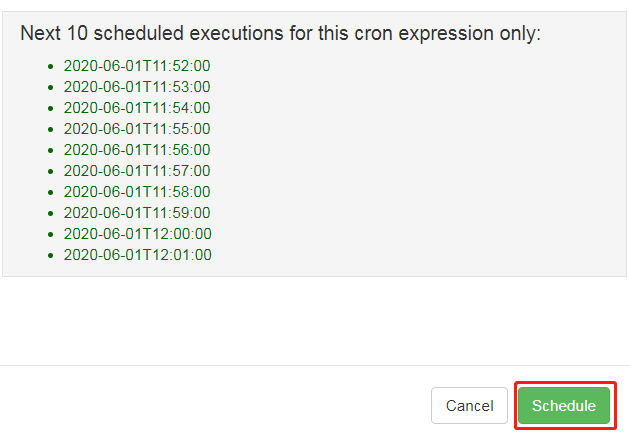 Next 10 scheduled executions for this cron expression only:
2020-06-01T11:52:00
2020-06-01T11:53:00
2020-06-01T11:54:00
2020-06-01T11:55:00
2020-06-01T11:56:00
2020-06-01T11:57:00
2020-06-01T11:58:00
2020-06-01T11:59:00
2020-06-01T12:00:00
2020-06-01T12:01:00
Cancel Schedule